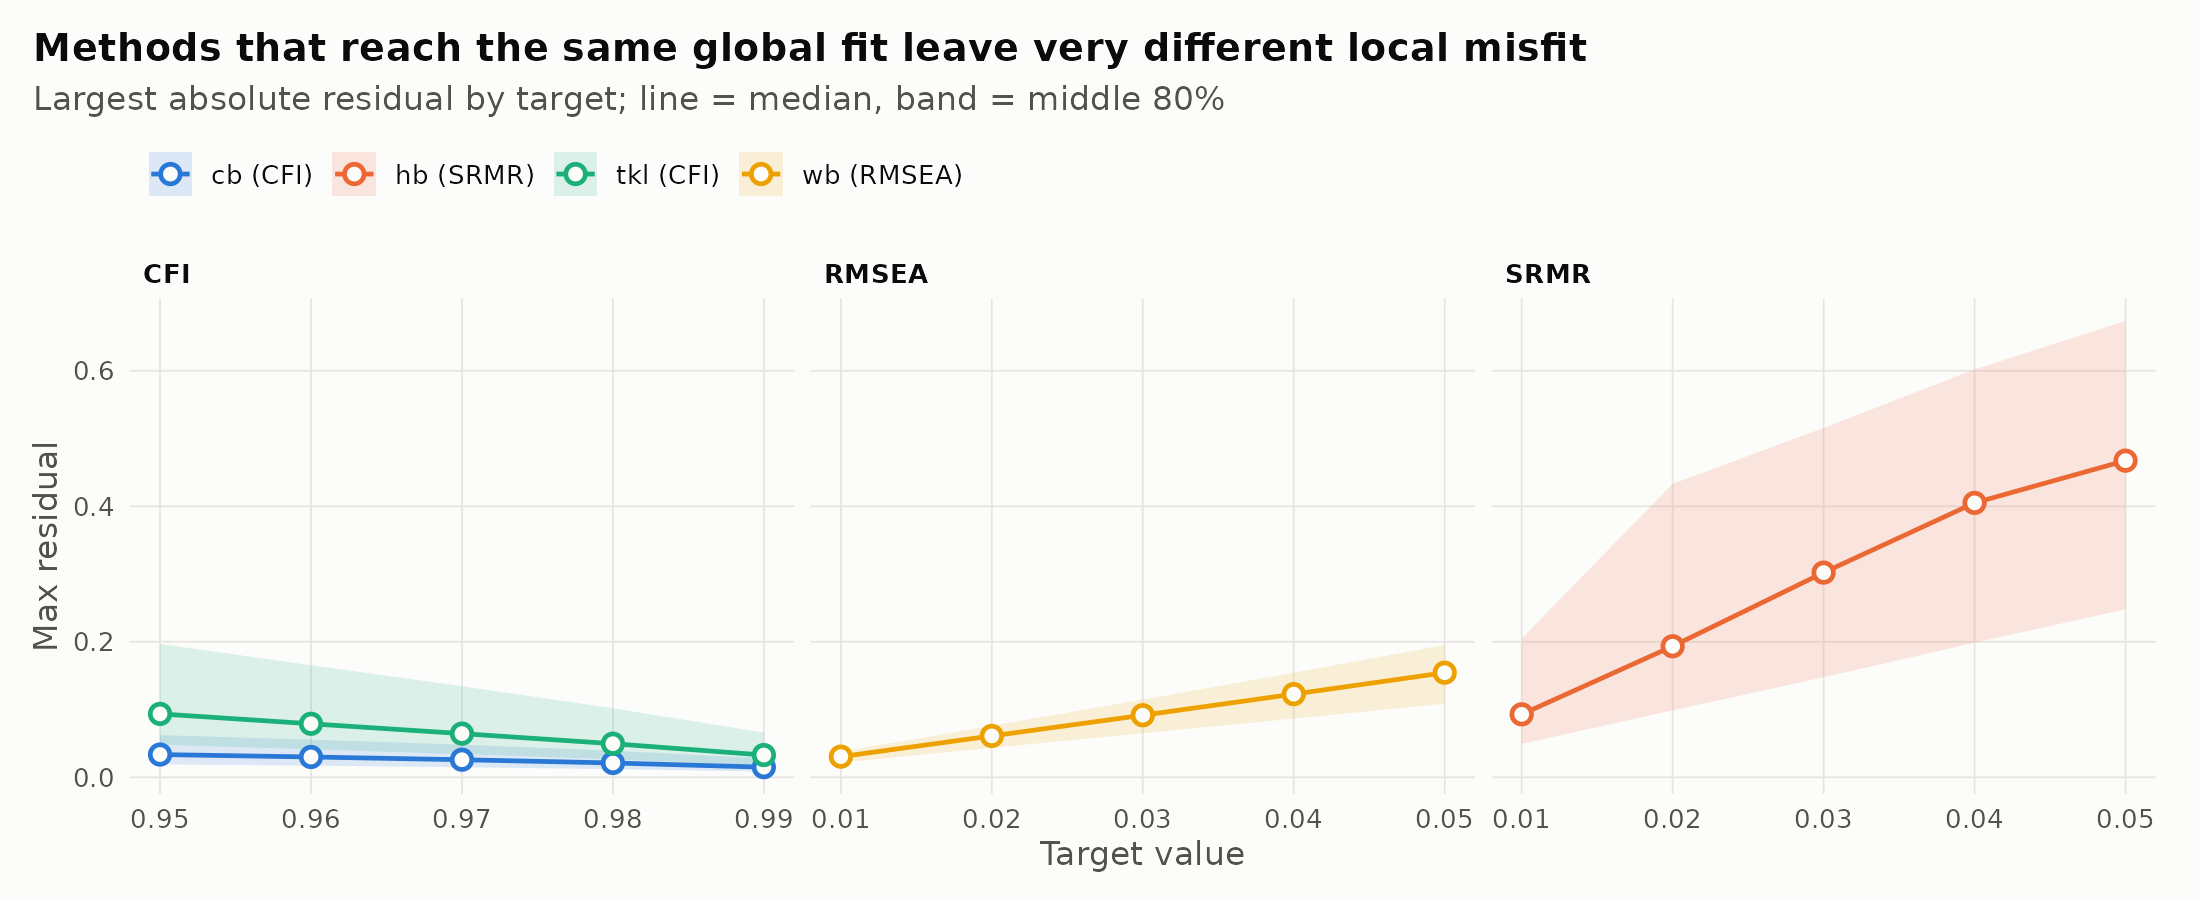 Methods that reach the same global fit leave very different local misfit
Largest absolute residual by target; line = median, band = middle 80%
cb (CFI) hb (SRMR) tkl (CFI) wb (RMSEA)
CFI RMSEA SRMR
Max residual
0.6
0.4
0.2
0.0
0.95 0.96 0.97 0.98 0.99 0.01 0.02 0.03 0.04 0.05 0.01 0.02 0.03 0.04 0.05
Target value